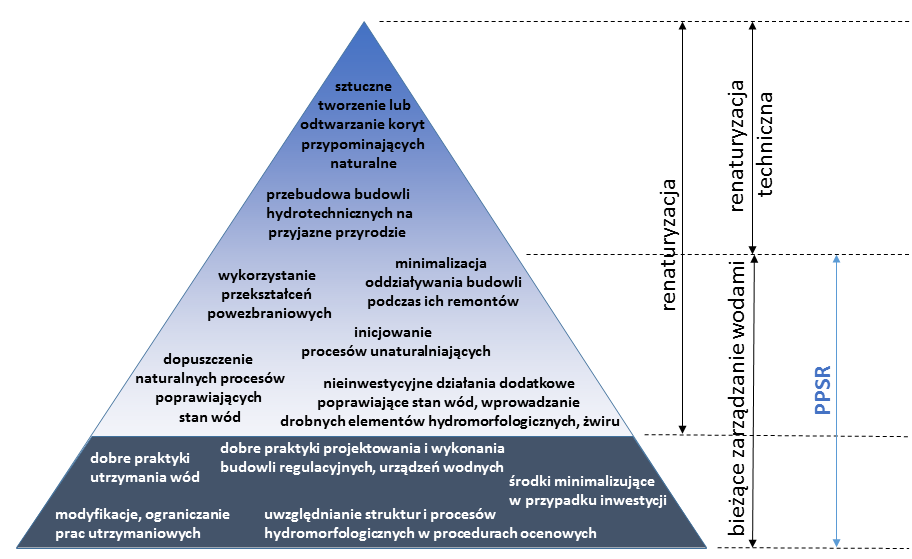 sztuczne
tworzenie lub
odtwarzanie koryt
przypominających
naturalne
przebudowa budowli
hydrotechnicznych na
przyjazne przyrodzie
wykorzystanie
przekształceń
powezbraniowych
minimalizacja
oddziaływania budowli
podczas ich remontów
inicjowanie
procesów unaturalniających
dopuszczenie
naturalnych procesów
poprawiających
stan wód
nieinwestycyjne działania dodatkowe
poprawiające stan wód, wprowadzanie
drobnych elementów hydromorfologicznych, żwiru
dobre praktyki
utrzymania wód
dobre praktyki projektowania i wykonania
budowli regulacyjnych, urządzeń wodnych
środki minimalizujące
w przypadku inwestycji
modyfikacje, ograniczanie
prac utrzymaniowych
uwzględnianie struktur i procesów
hydromorfologicznych w procedurach ocenowych
renaturyzacja
renaturyzacja
techniczna
bieżące zarządzanie wodami
PPSR